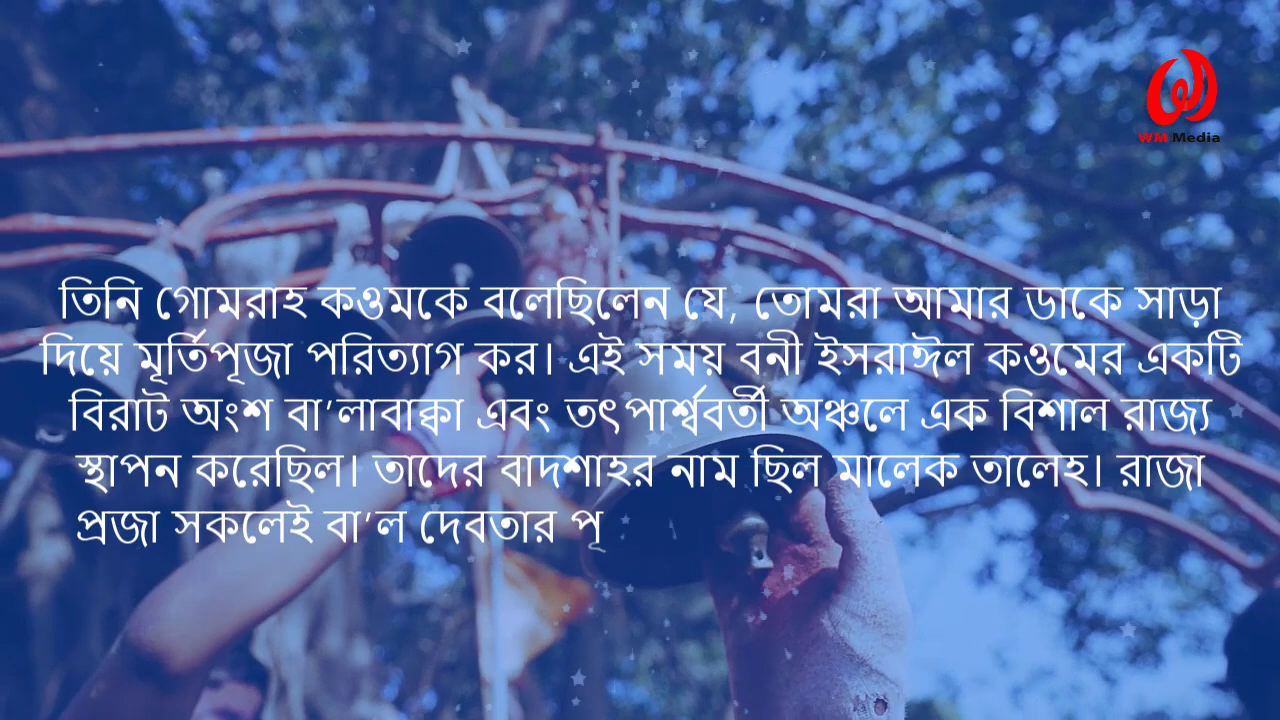 WM Media
তিনি গোমরাহ কওমকে বলেছিলেন যে, তোমরা আমার ডাকে সাড়া
দিয়ে মূর্তিপূজা পরিত্যাগ কর। এই সময় বনী ইসরাঈল কওমের একটি
বিরাট অংশ বা’লাবাক্কা এবং তৎপার্শ্ববর্তী অঞ্চলে এক বিশাল রাজ্য
স্থাপন করেছিল। তাদের বাদশাহর নাম ছিল মালেক তালেহ। রাজা
প্রজা সকলেই বা’ল দেবতার পূ